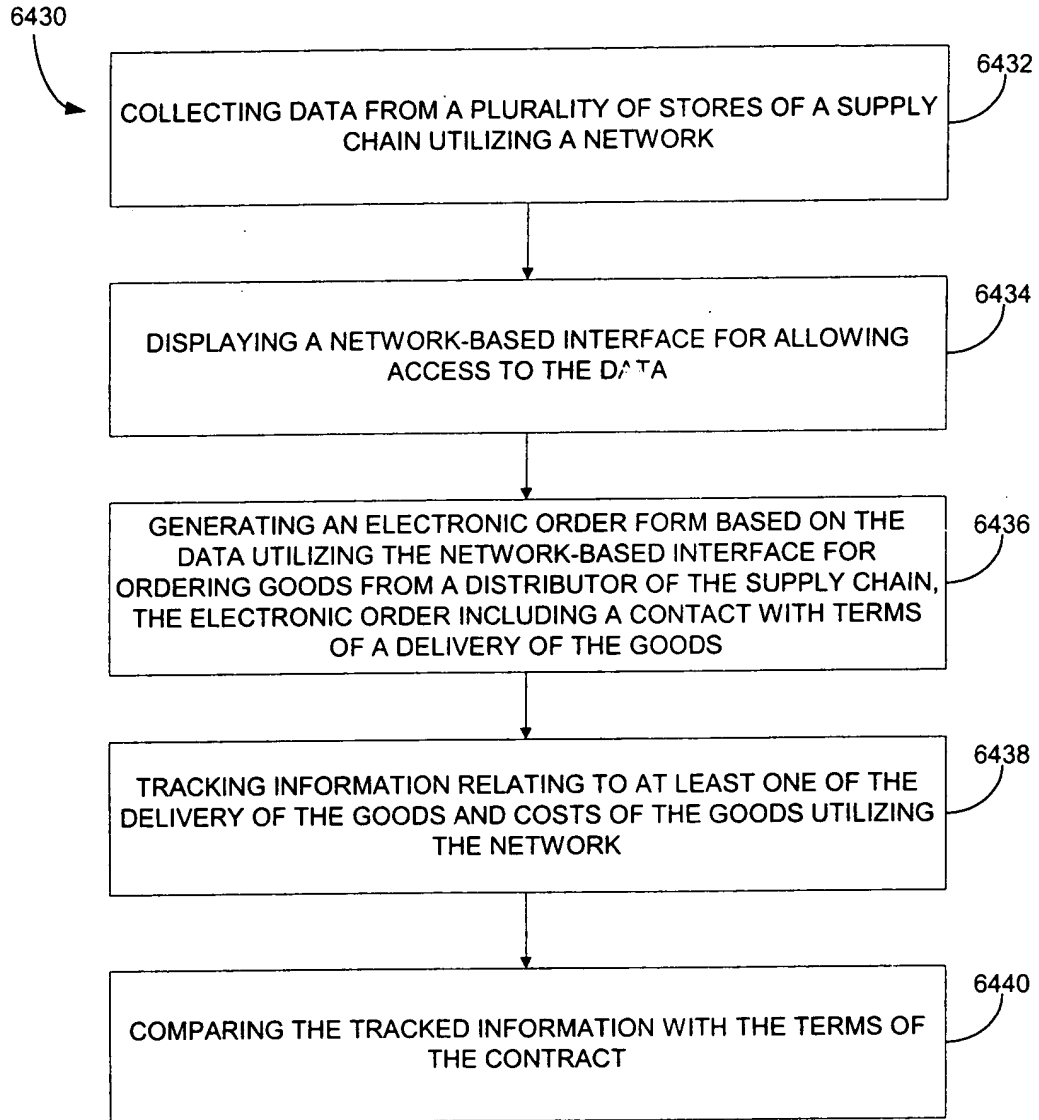 6430
6432
COLLECTING DATA FROM A PLURALITY OF STORES OF A SUPPLY
CHAIN UTILIZING A NETWORK
6434
DISPLAYING A NETWORK-BASED INTERFACE FOR ALLOWING
ACCESS TO THE DATA
6436
GENERATING AN ELECTRONIC ORDER FORM BASED ON THE
DATA UTILIZING THE NETWORK-BASED INTERFACE FOR
ORDERING GOODS FROM A DISTRIBUTOR OF THE SUPPLY CHAIN,
THE ELECTRONIC ORDER INCLUDING A CONTACT WITH TERMS
OF A DELIVERY OF THE GOODS
6438
TRACKING INFORMATION RELATING TO AT LEAST ONE OF THE
DELIVERY OF THE GOODS AND COSTS OF THE GOODS UTILIZING
THE NETWORK
6440
COMPARING THE TRACKED INFORMATION WITH THE TERMS OF
THE CONTRACT